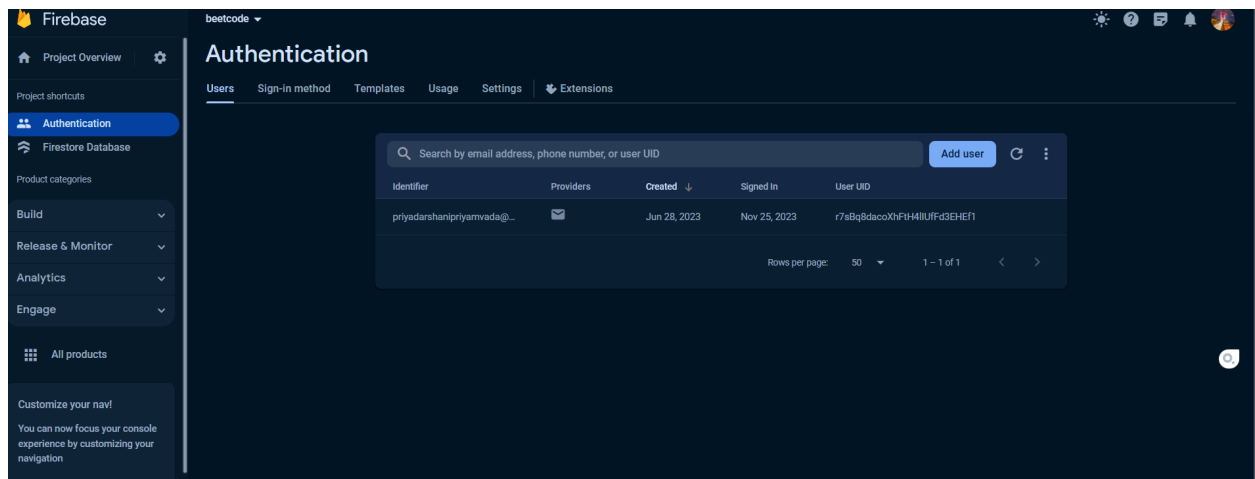 Firebase
Project Overview
Project shortcuts
Authentication
Firestore Database
Product categories
Build
Release & Monitor
Analytics
Engage
All products
Customize your nav!
You can now focus your console
experience by customizing your
navigation
beetcode
Authentication
Users Sign-in method Templates Usage Settings Extensions
Search by email address, phone number, or user UID Add user
Identifier Providers Created Signed In User UID
priyadarshanipriyamvada@... Jun 28, 2023 Nov 25, 2023 r7sBq8dacoXhFtH4lIUfFd3EHEf1
Rows per page: 50 1 – 1 of 1